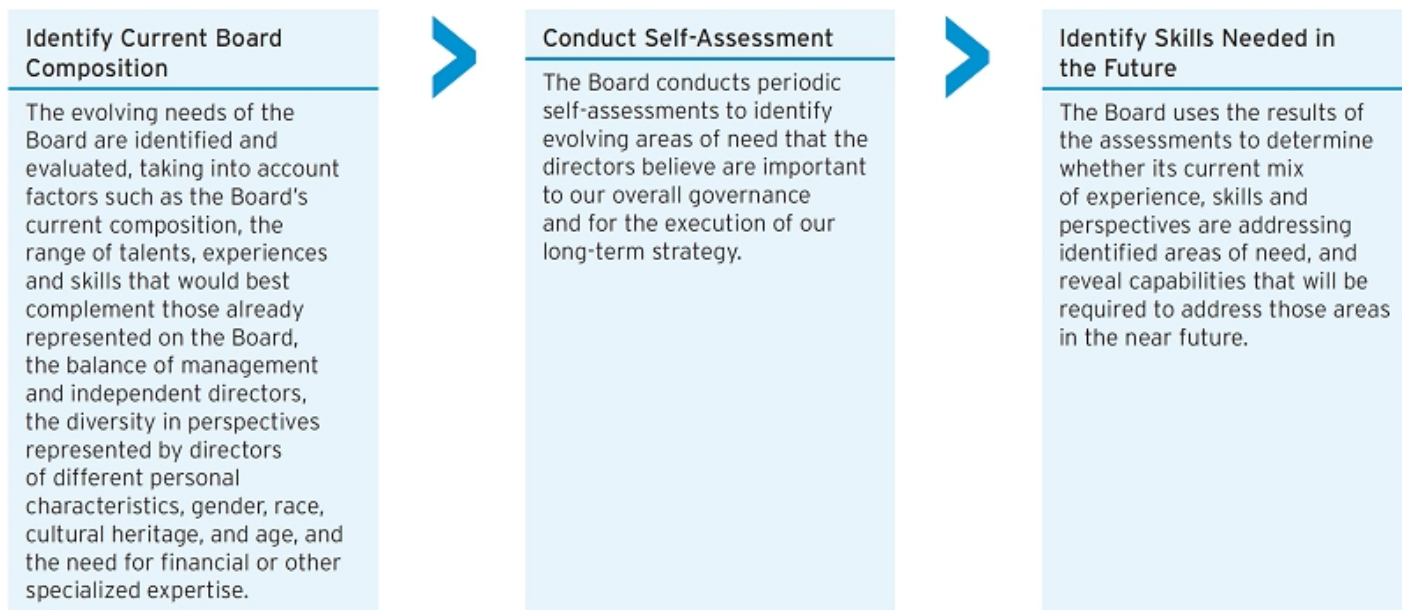 Identify Current Board
Composition
The evolving needs of the
Board are identified and
evaluated, taking into account
factors such as the Board's
current composition, the
range of talents, experiences
and skills that would best
complement those already
represented on the Board,
the balance of management
and independent directors,
the diversity in perspectives
represented by directors
of different personal
characteristics, gender, race,
cultural heritage, and age, and
the need for financial or other
specialized expertise.
Conduct Self-Assessment
The Board conducts periodic
self-assessments to identify
evolving areas of need that the
directors believe are important
to our overall governance
and for the execution of our
long-term strategy.
Identify Skills Needed in
the Future
The Board uses the results of
the assessments to determine
whether its current mix
of experience, skills and
perspectives are addressing
identified areas of need, and
reveal capabilities that will be
required to address those areas
in the near future.